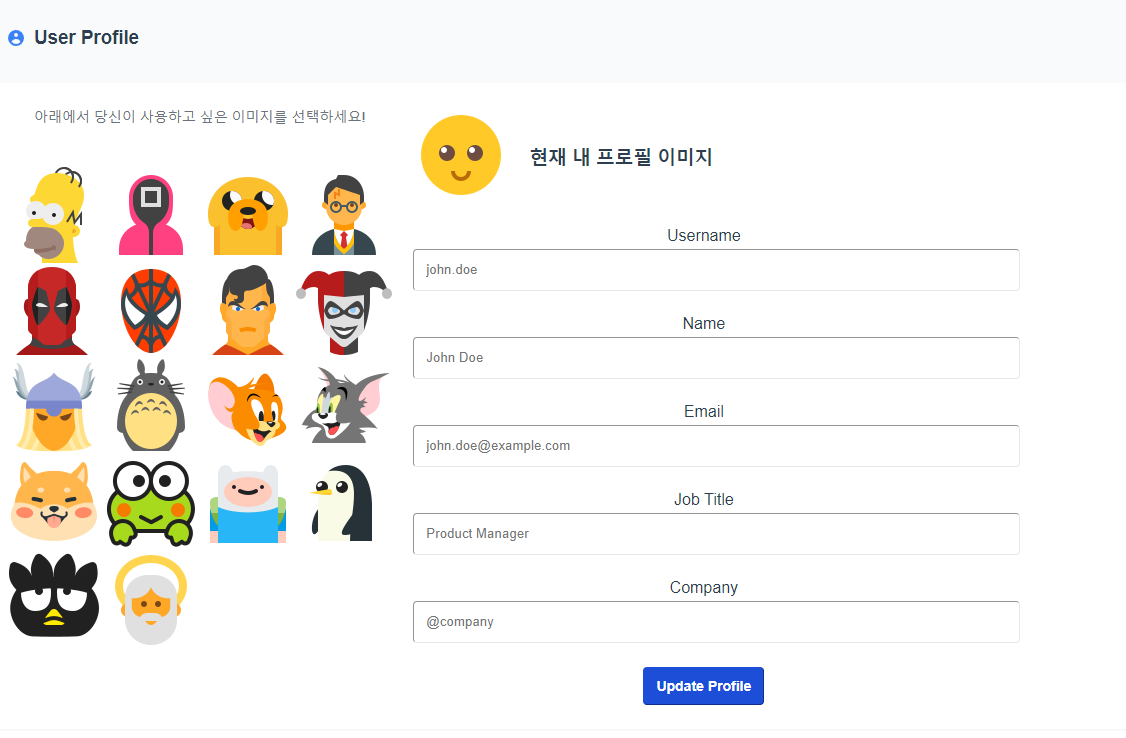 User Profile
아래에서 당신이 사용하고 싶은 이미지를 선택하세요!
현재 내 프로필 이미지
Username
john.doe
Name
John Doe
Email
john.doe@example.com
Job Title
Product Manager
Company
@company
Update Profile